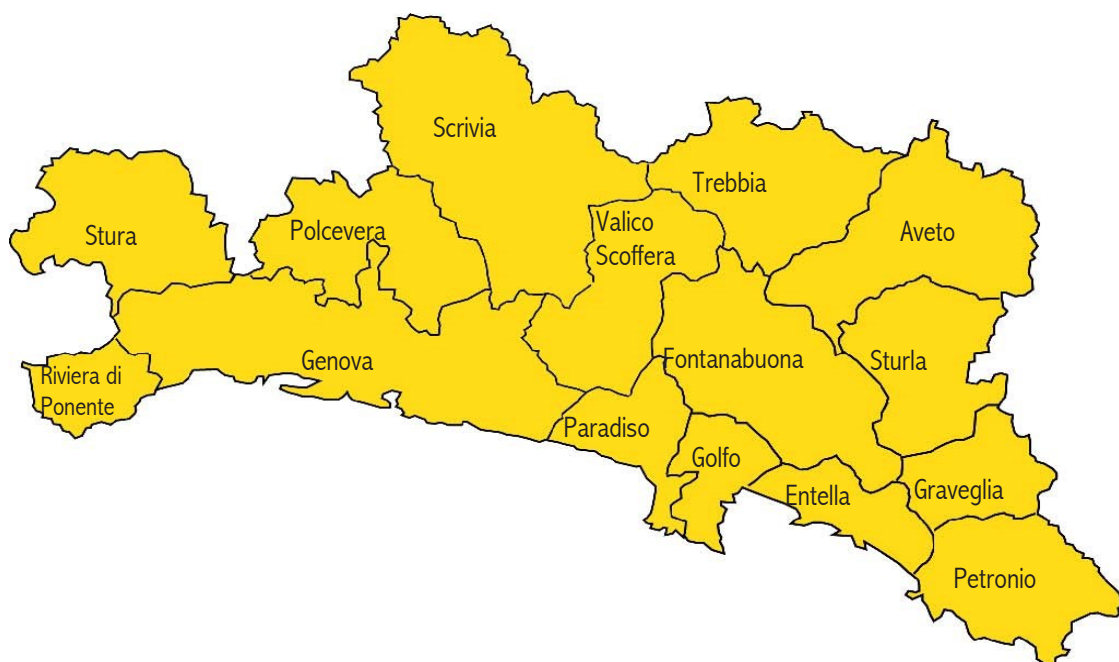 Scrivia
Trebbia
Stura
Polcevera
Valico
Scoffera
Aveto
Genova
Fontanabuona
Sturla
Riviera di
Ponente
Paradiso
Golfo
Entella
Graveglia
Petronio